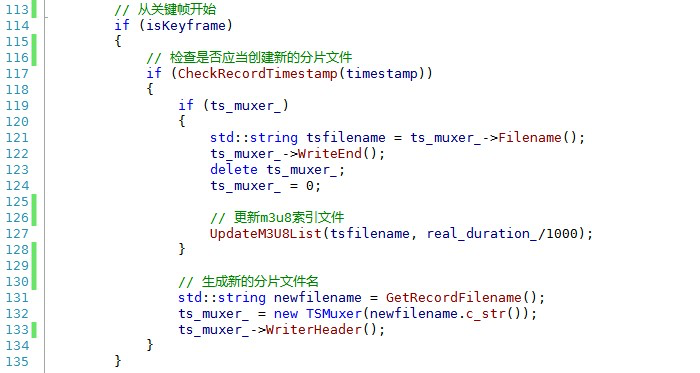 113 // 从关键帧开始
114 if (isKeyframe)
115 {
116 // 检查是否应当创建新的分片文件
117 if (CheckRecordTimestamp(timestamp))
118 {
119 if (ts_muxer_)
120 {
121 std::string tsfilename = ts_muxer_->Filename();
122 ts_muxer_->WriteEnd();
123 delete ts_muxer_;
124 ts_muxer_ = 0;
125
126 // 更新m3u8索引文件
127 UpdateM3U8List(tsfilename, real_duration_/1000);
128 }
129
130 // 生成新的分片文件名
131 std::string newfilename = GetRecordFilename();
132 ts_muxer_ = new TSMuxer(newfilename.c_str());
133 ts_muxer_->WriterHeader();
134 }
135 }